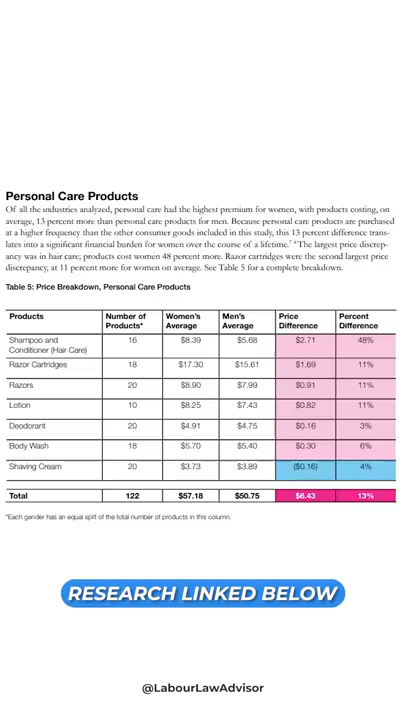 Personal Care Products
Of all the industries analyzed, personal care had the highest premium for women, with products costing, on
average, 13 percent more than personal care products for men. Because personal care products are purchased
at a higher frequency than the other consumer goods included in this study, this 13 percent difference trans-
lates into a significant financial burden for women over the course of a lifetime.⁷ ⁸ The largest price discrep-
ancy was in hair care; products cost women 48 percent more. Razor cartridges were the second largest price
discrepancy, at 11 percent more for women on average. See Table 5 for a complete breakdown.
Table 5: Price Breakdown, Personal Care Products
Products Number of Products* Women's Average Men's Average Price Difference Percent Difference
Shampoo and Conditioner (Hair Care) 16 $8.39 $5.68 $2.71 48%
Razor Cartridges 18 $17.30 $15.61 $1.69 11%
Razors 20 $8.90 $7.99 $0.91 11%
Lotion 10 $8.25 $7.43 $0.82 11%
Deodorant 20 $4.91 $4.75 $0.16 3%
Body Wash 18 $5.70 $5.40 $0.30 6%
Shaving Cream 20 $3.73 $3.89 ($0.16) 4%
Total 122 $57.18 $50.75 $6.43 13%
*Each gender has an equal split of the total number of products in this column.
RESEARCH LINKED BELOW
@LabourLawAdvisor